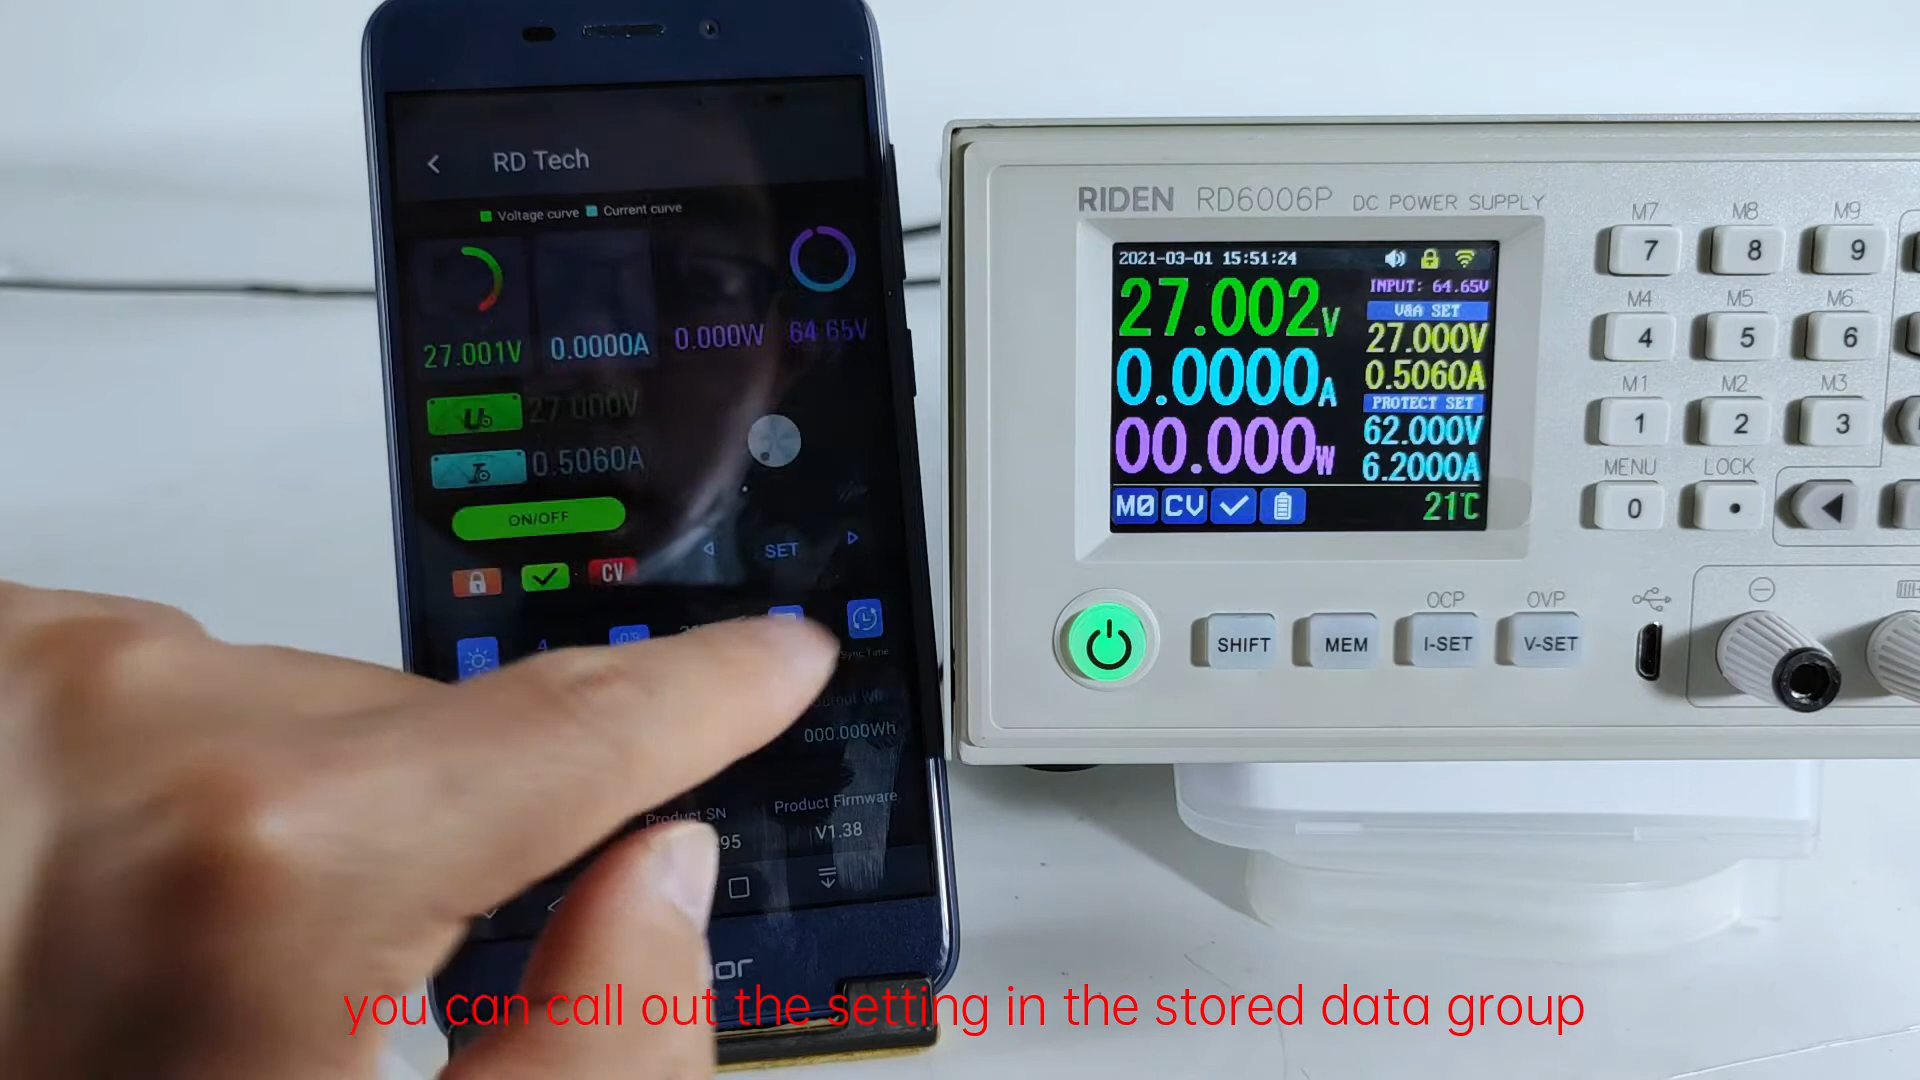 RD Tech
Voltage curve Current curve
27.001V 0.0000A 0.000W 64.65V
27.000V
0.5060A
ON/OFF
SET
CV
Sync Time
000.000Wh
Product SN Product Firmware
95 V1.38
RIDEN RD6006P DC POWER SUPPLY
2021-03-01 15:51:24
INPUT: 64.65V
27.002V
V&A SET
27.000V
0.0000A
0.5060A
PROTECT SET
62.000V
00.000W
6.2000A
M0 CV
21℃
M7 M8 M9
7 8 9
M4 M5 M6
4 5 6
M1 M2 M3
1 2 3
MENU LOCK
0 •
OCP OVP
SHIFT MEM I-SET V-SET
you can call out the setting in the stored data group